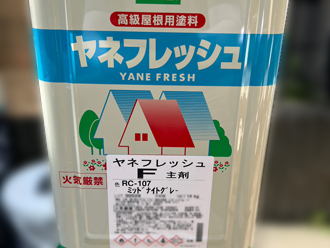 高級屋根用塗料
ヤネフレッシュ
YANE FRESH
ヤネフレッシュ
F 主剤
火気厳禁
色 RC-107
ミッドナイトグレー